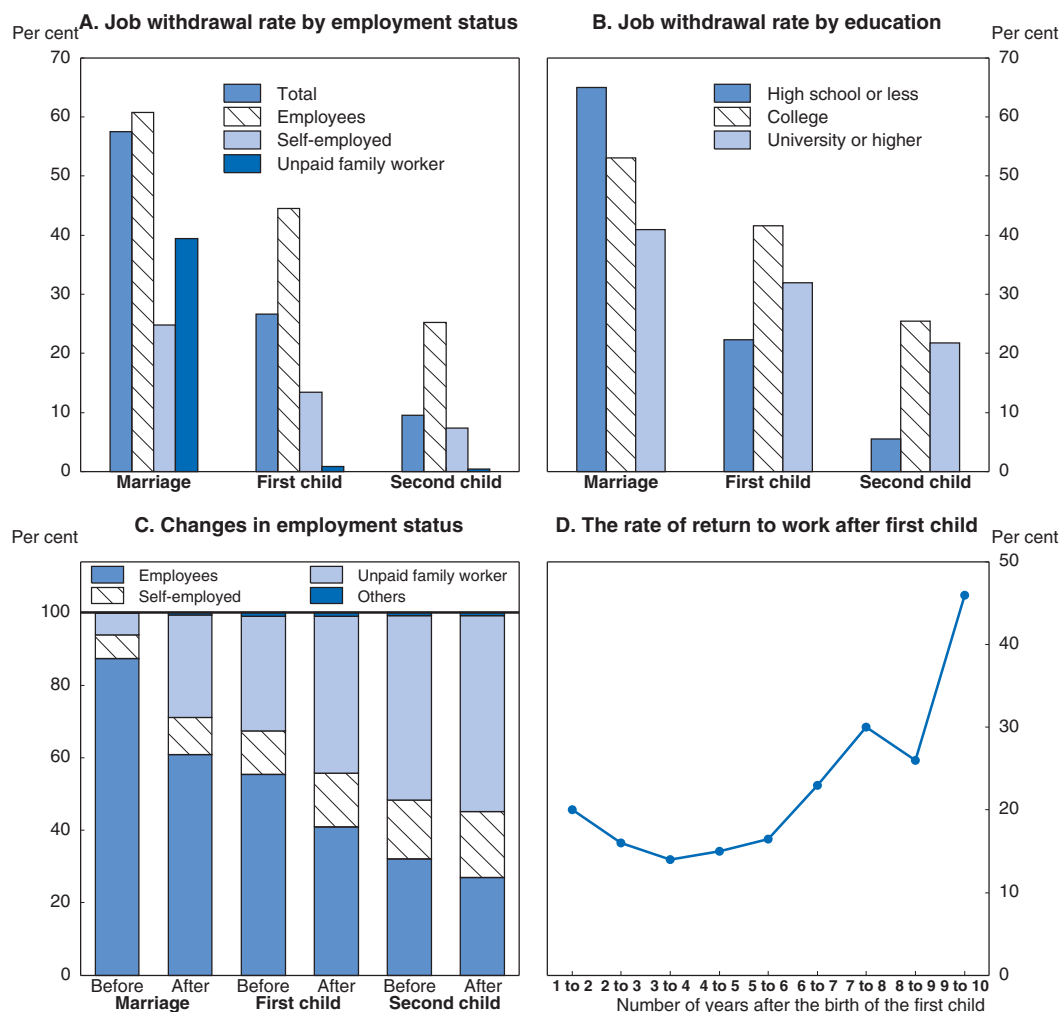 A. Job withdrawal rate by employment status
Per cent
70
60
50
40
30
20
10
0
Total
Employees
Self-employed
Unpaid family worker
Marriage First child Second child
B. Job withdrawal rate by education
Per cent
70
60
50
40
30
20
10
0
High school or less
College
University or higher
Marriage First child Second child
C. Changes in employment status
Per cent
Employees
Self-employed
Unpaid family worker
Others
100
80
60
40
20
0
Before After Before After Before After
Marriage First child Second child
D. The rate of return to work after first child
Per cent
50
40
30
20
10
0
1 to 2 2 to 3 3 to 4 4 to 5 5 to 6 6 to 7 7 to 8 8 to 9 9 to 10
Number of years after the birth of the first child